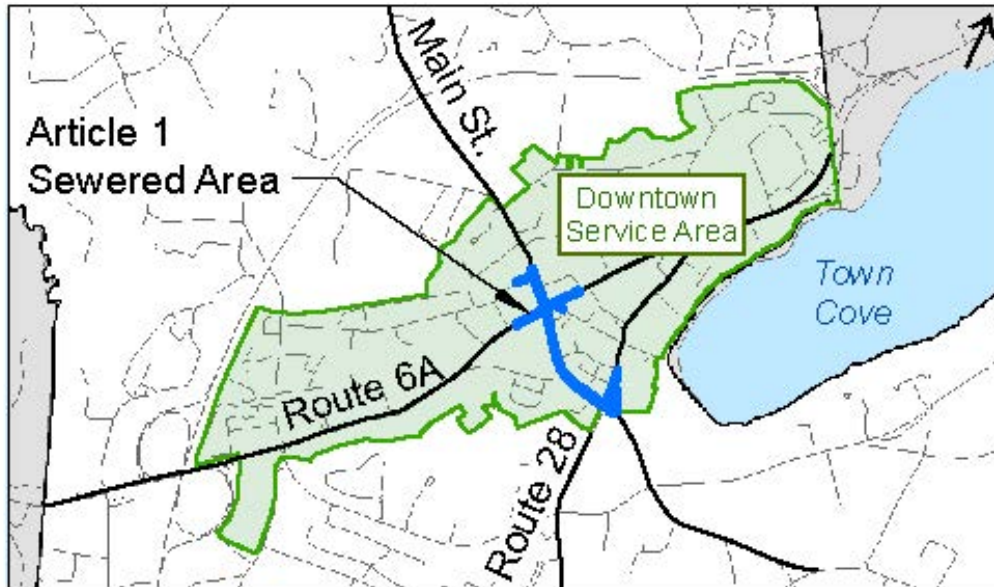 Main St.
Article 1
Sewered Area
Downtown
Service Area
Town
Cove
Route 6A
Route 28